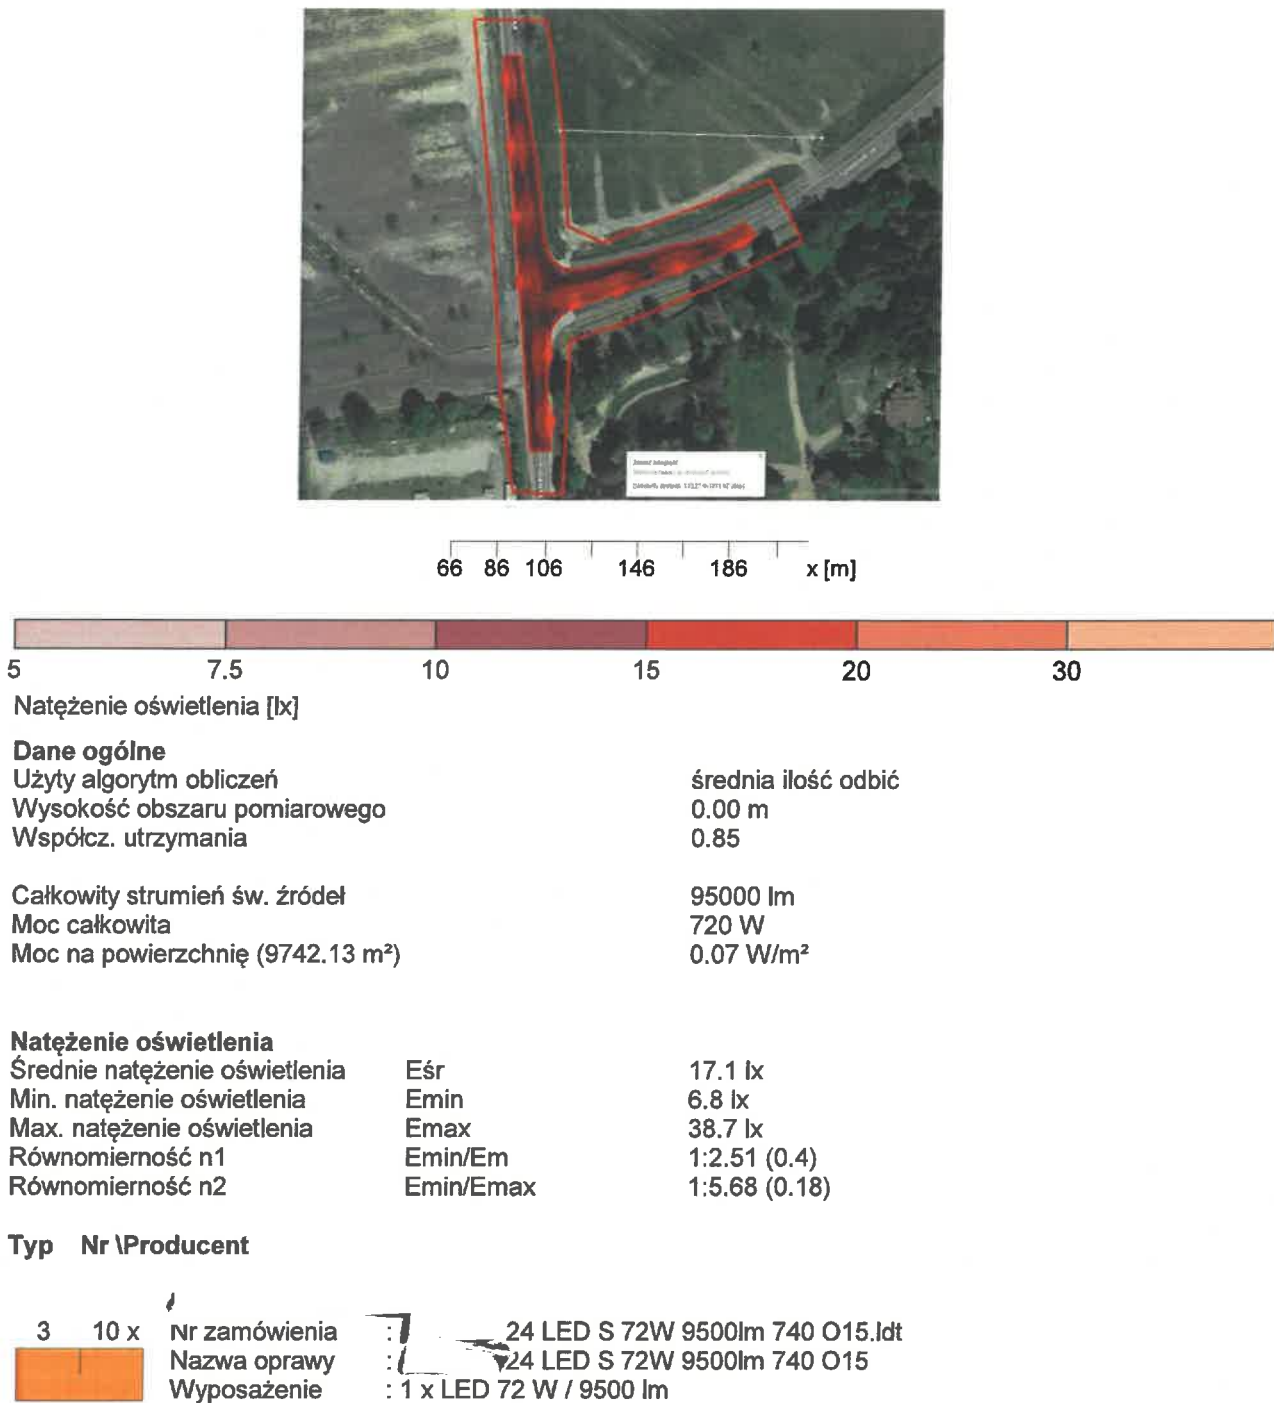 66 86 106 146 186 x [m]
5 7.5 10 15 20 30
Natężenie oświetlenia [lx]
Dane ogólne
Użyty algorytm obliczeń średnia ilość odbić
Wysokość obszaru pomiarowego 0.00 m
Współcz. utrzymania 0.85
Całkowity strumień św. źródeł 95000 lm
Moc całkowita 720 W
Moc na powierzchnię (9742.13 m²) 0.07 W/m²
Natężenie oświetlenia
Średnie natężenie oświetlenia Eśr 17.1 lx
Min. natężenie oświetlenia Emin 6.8 lx
Max. natężenie oświetlenia Emax 38.7 lx
Równomierność n1 Emin/Em 1:2.51 (0.4)
Równomierność n2 Emin/Emax 1:5.68 (0.18)
Typ Nr \Producent
3 10 x Nr zamówienia : 24 LED S 72W 9500lm 740 O15.ldt
Nazwa oprawy : 24 LED S 72W 9500lm 740 O15
Wyposażenie : 1 x LED 72 W / 9500 lm